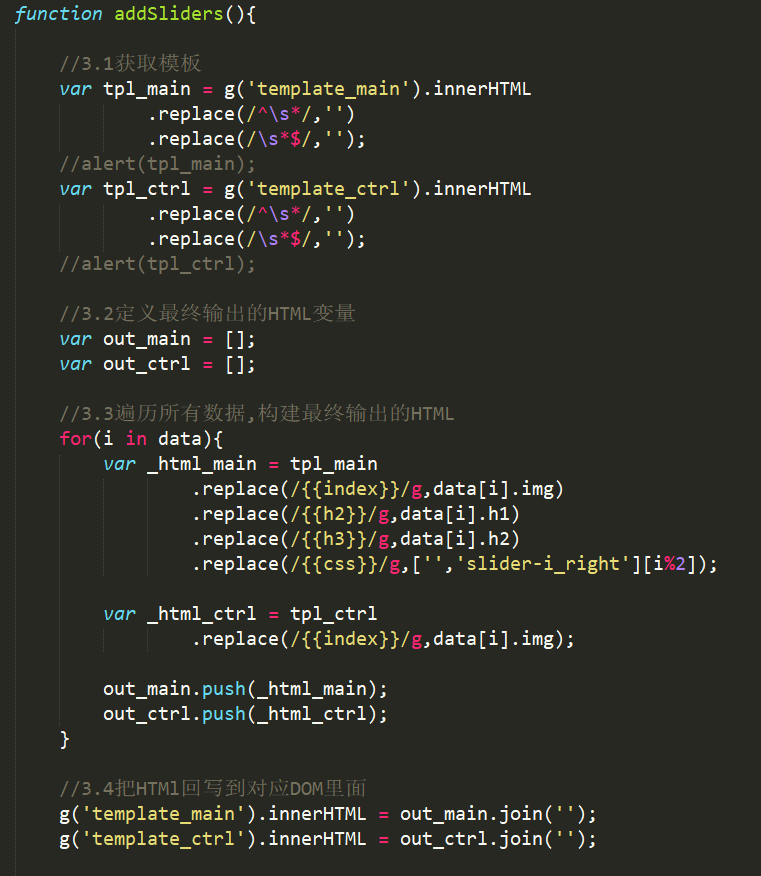 function addSliders(){
//3.1获取模板
var tpl_main = g('template_main').innerHTML
.replace(/^\s*/,'')
.replace(/\s*$/,'');
//alert(tpl_main);
var tpl_ctrl = g('template_ctrl').innerHTML
.replace(/^\s*/,'')
.replace(/\s*$/,'');
//alert(tpl_ctrl);
//3.2定义最终输出的HTML变量
var out_main = [];
var out_ctrl = [];
//3.3遍历所有数据,构建最终输出的HTML
for(i in data){
var _html_main = tpl_main
.replace(/{{index}}/g,data[i].img)
.replace(/{{h2}}/g,data[i].h1)
.replace(/{{h3}}/g,data[i].h2)
.replace(/{{css}}/g,['','slider-i_right'][i%2]);
var _html_ctrl = tpl_ctrl
.replace(/{{index}}/g,data[i].img);
out_main.push(_html_main);
out_ctrl.push(_html_ctrl);
}
//3.4把HTMl回写到对应DOM里面
g('template_main').innerHTML = out_main.join('');
g('template_ctrl').innerHTML = out_ctrl.join('');